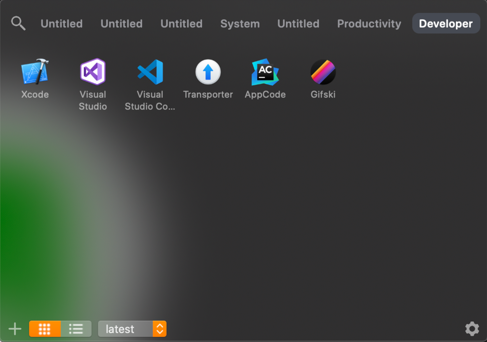 Untitled Untitled Untitled System Untitled Productivity Developer
Xcode Visual Visual Transporter AppCode Gifski
Studio Studio Co...
AC
latest